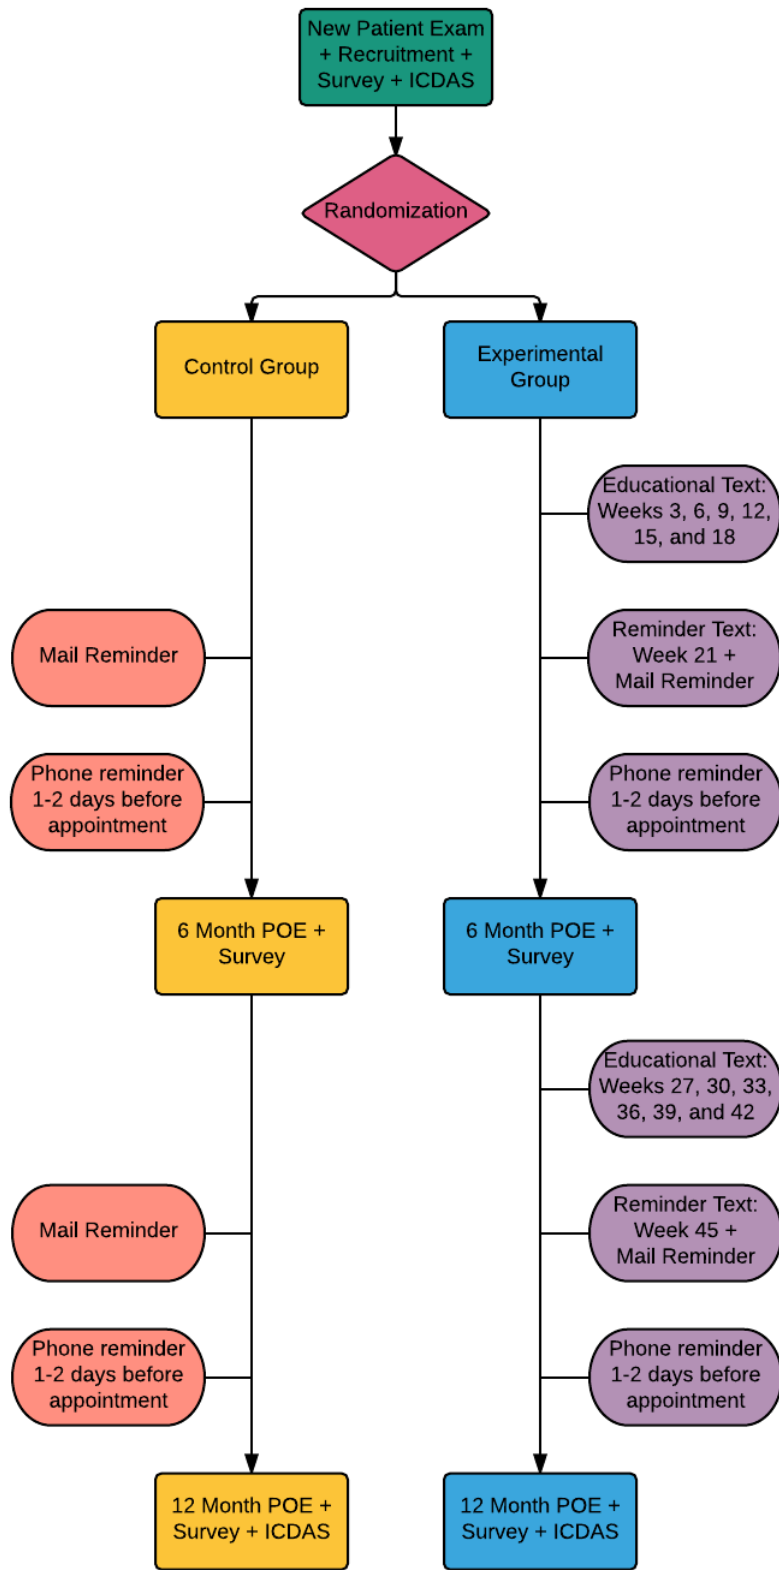 New Patient Exam
+ Recruitment +
Survey + ICDAS
Randomization
Control Group
Experimental
Group
Educational Text:
Weeks 3, 6, 9, 12,
15, and 18
Mail Reminder
Reminder Text:
Week 21 +
Mail Reminder
Phone reminder
1-2 days before
appointment
Phone reminder
1-2 days before
appointment
6 Month POE +
Survey
6 Month POE +
Survey
Educational Text:
Weeks 27, 30, 33,
36, 39, and 42
Mail Reminder
Reminder Text:
Week 45 +
Mail Reminder
Phone reminder
1-2 days before
appointment
Phone reminder
1-2 days before
appointment
12 Month POE +
Survey + ICDAS
12 Month POE +
Survey + ICDAS